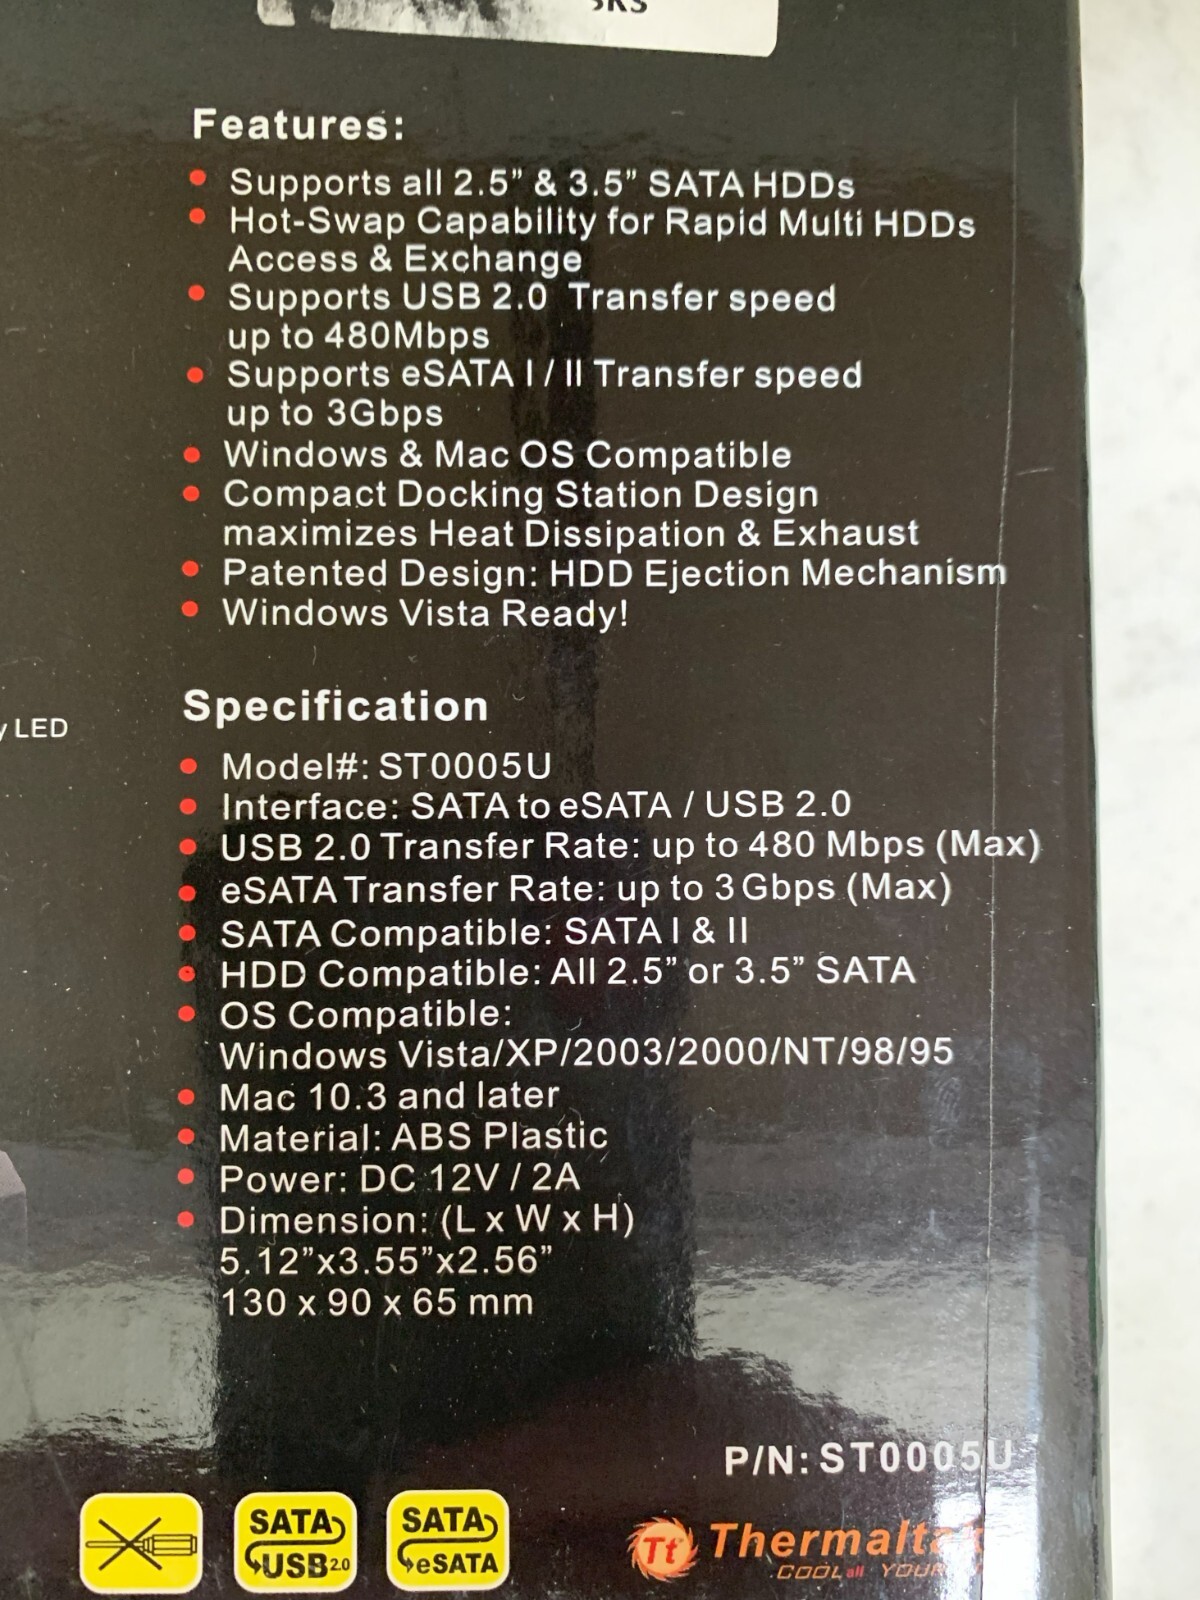 Features:
• Supports all 2.5” & 3.5” SATA HDDs
• Hot-Swap Capability for Rapid Multi HDDs
Access & Exchange
• Supports USB 2.0 Transfer speed
up to 480Mbps
• Supports eSATA I / II Transfer speed
up to 3Gbps
• Windows & Mac OS Compatible
• Compact Docking Station Design
maximizes Heat Dissipation & Exhaust
• Patented Design: HDD Ejection Mechanism
• Windows Vista Ready!
LED
Specification
• Model#: ST0005U
• Interface: SATA to eSATA / USB 2.0
• USB 2.0 Transfer Rate: up to 480 Mbps (Max)
• eSATA Transfer Rate: up to 3Gbps (Max)
• SATA Compatible: SATA I & II
• HDD Compatible: All 2.5” or 3.5” SATA
• OS Compatible:
Windows Vista/XP/2003/2000/NT/98/95
• Mac 10.3 and later
• Material: ABS Plastic
• Power: DC 12V / 2A
• Dimension: (L x W x H)
5.12”x3.55”x2.56”
130 x 90 x 65 mm
P/N: ST0005U
SATA
USB 2.0
SATA
eSATA
Tt
COOL all